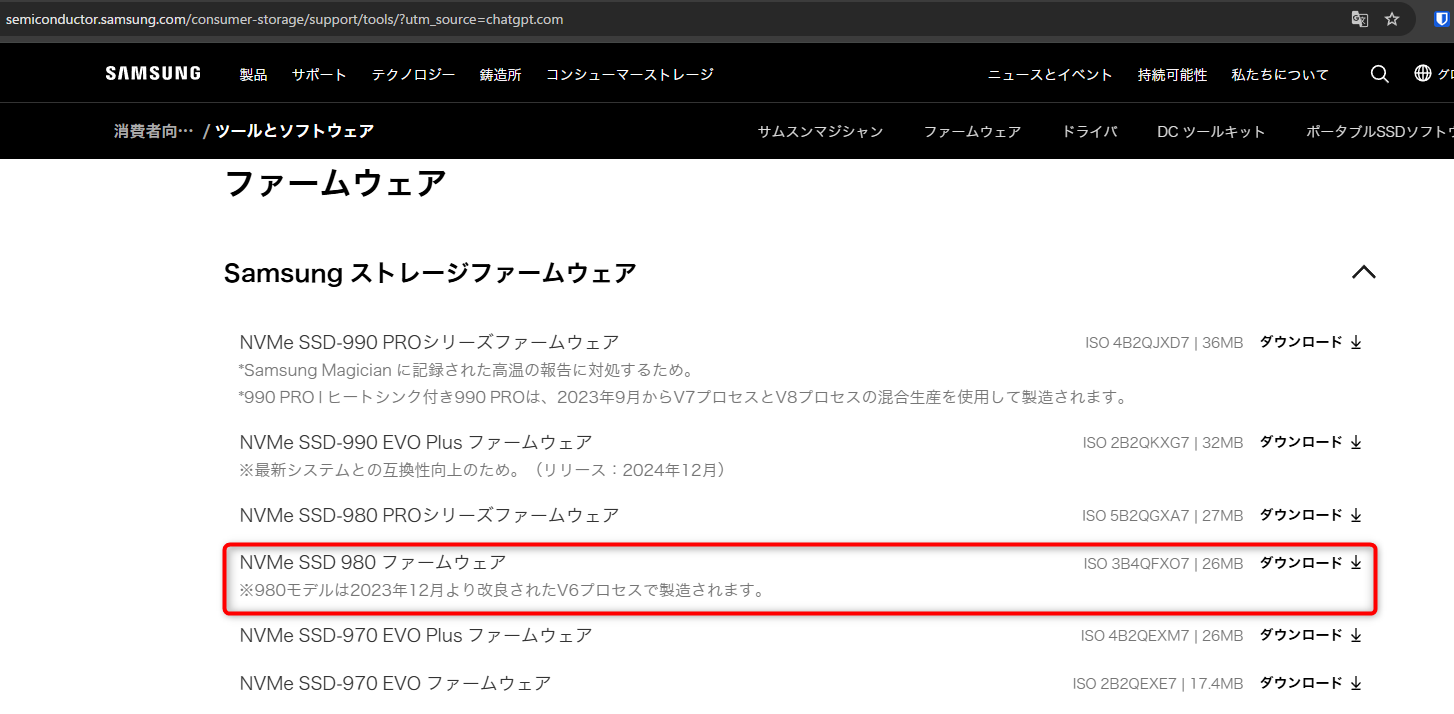 semiconductor.samsung.com/consumer-storage/support/tools/?utm_source=chatgpt.com
SAMSUNG 製品 サポート テクノロジー 鋳造所 コンシューマーストレージ ニュースとイベント 持続可能性 私たちについて
消費者向… / ツールとソフトウェア サムスンマジシャン ファームウェア ドライバ DC ツールキット ポータブルSSDソフト
ファームウェア
Samsung ストレージファームウェア
NVMe SSD-990 PROシリーズファームウェア ISO 4B2QJXD7 | 36MB ダウンロード
*Samsung Magician に記録された高温の報告に対処するため。
*990 PRO l ヒートシンク付き990 PROは、2023年9月からV7プロセスとV8プロセスの混合生産を使用して製造されます。
NVMe SSD-990 EVO Plus ファームウェア ISO 2B2QKXG7 | 32MB ダウンロード
※最新システムとの互換性向上のため。（リリース：2024年12月）
NVMe SSD-980 PROシリーズファームウェア ISO 5B2QGXA7 | 27MB ダウンロード
NVMe SSD 980 ファームウェア ISO 3B4QFXO7 | 26MB ダウンロード
※980モデルは2023年12月より改良されたV6プロセスで製造されます。
NVMe SSD-970 EVO Plus ファームウェア ISO 4B2QEXM7 | 26MB ダウンロード
NVMe SSD-970 EVO ファームウェア ISO 2B2QEXE7 | 17.4MB ダウンロード